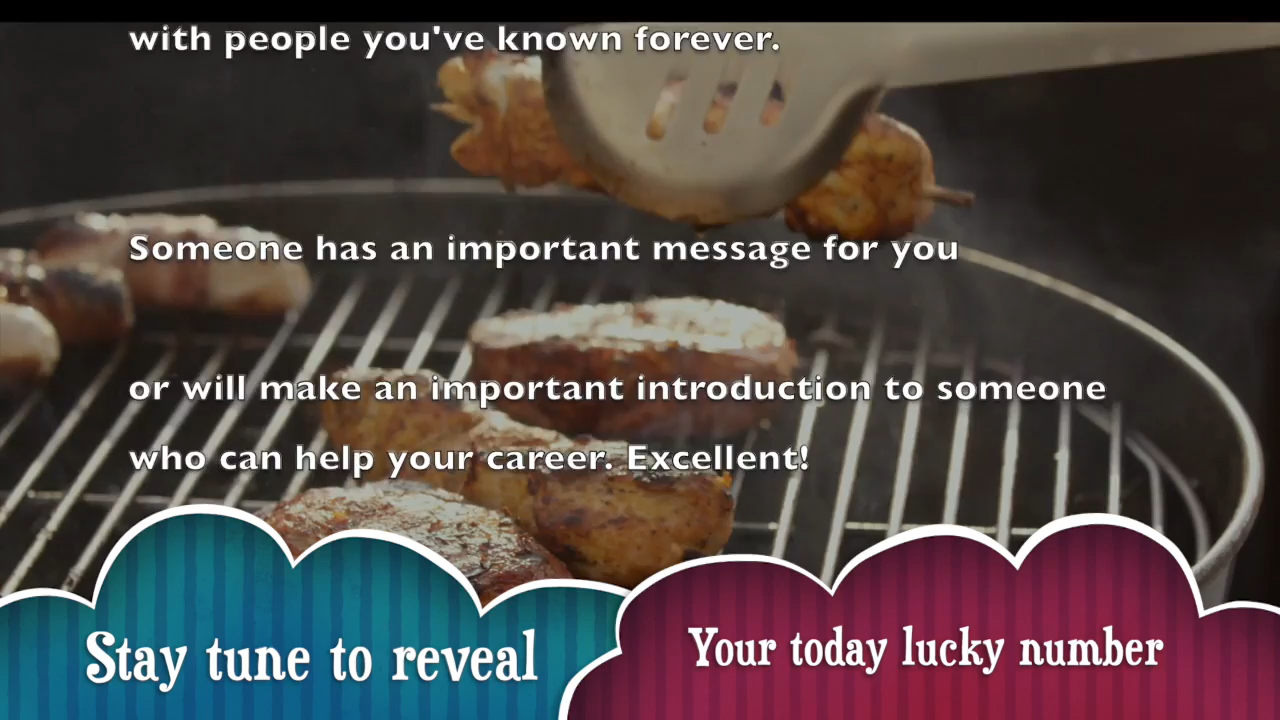 with people you've known forever.
Someone has an important message for you
or will make an important introduction to someone
who can help your career. Excellent!
Stay tune to reveal
Your today lucky number